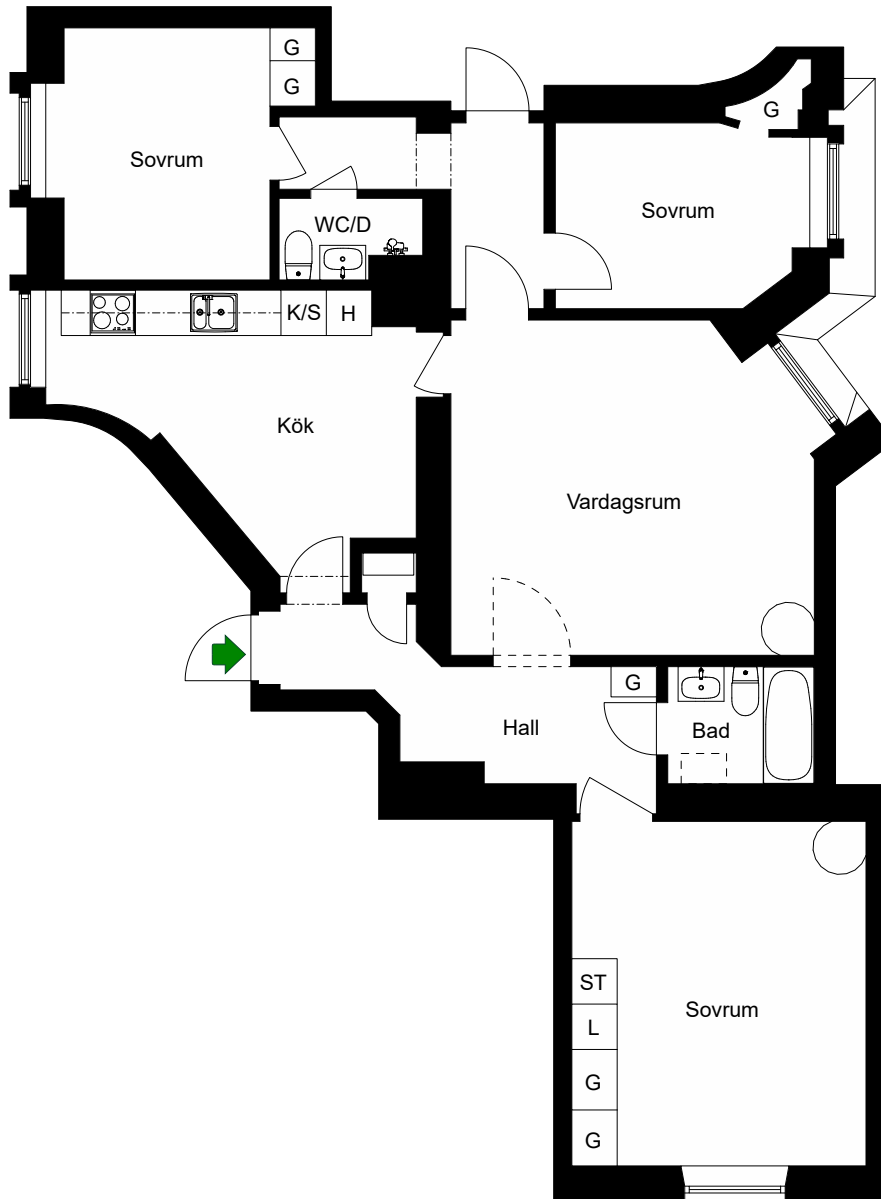 G
G
G
Sovrum
Sovrum
WC/D
K/S
H
Kök
Vardagsrum
G
Hall
Bad
ST
L
Sovrum
G
G